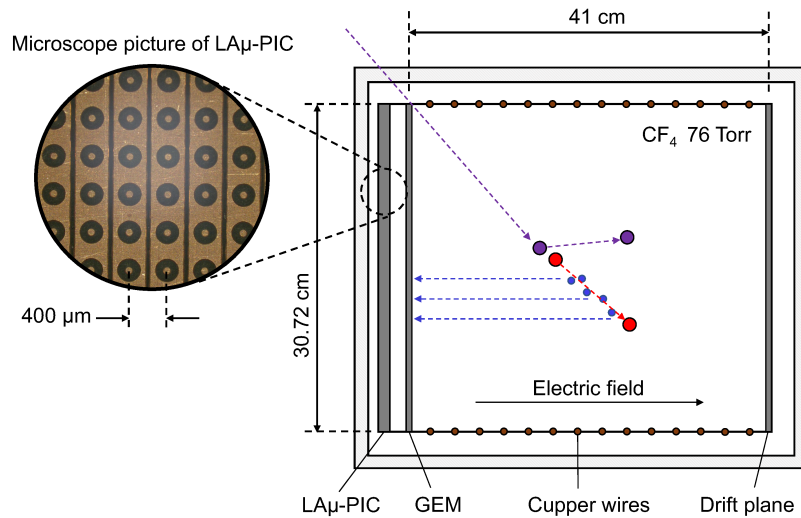 41 cm
Microscope picture of LAμ-PIC
CF4 76 Torr
30.72 cm
400 μm
Electric field
LAμ-PIC
GEM
Cupper wires
Drift plane